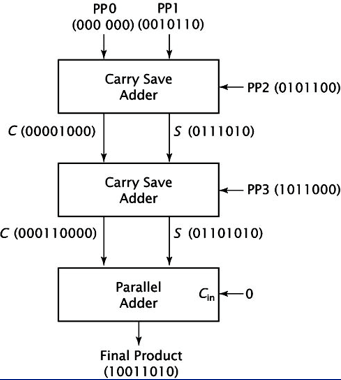 PP0 PP1
(000 000) (0010110)
Carry Save
Adder
PP2 (0101100)
C (00001000) S (0111010)
Carry Save
Adder
PP3 (1011000)
C (000110000) S (01101010)
Parallel
Adder
Cin 0
Final Product
(10011010)